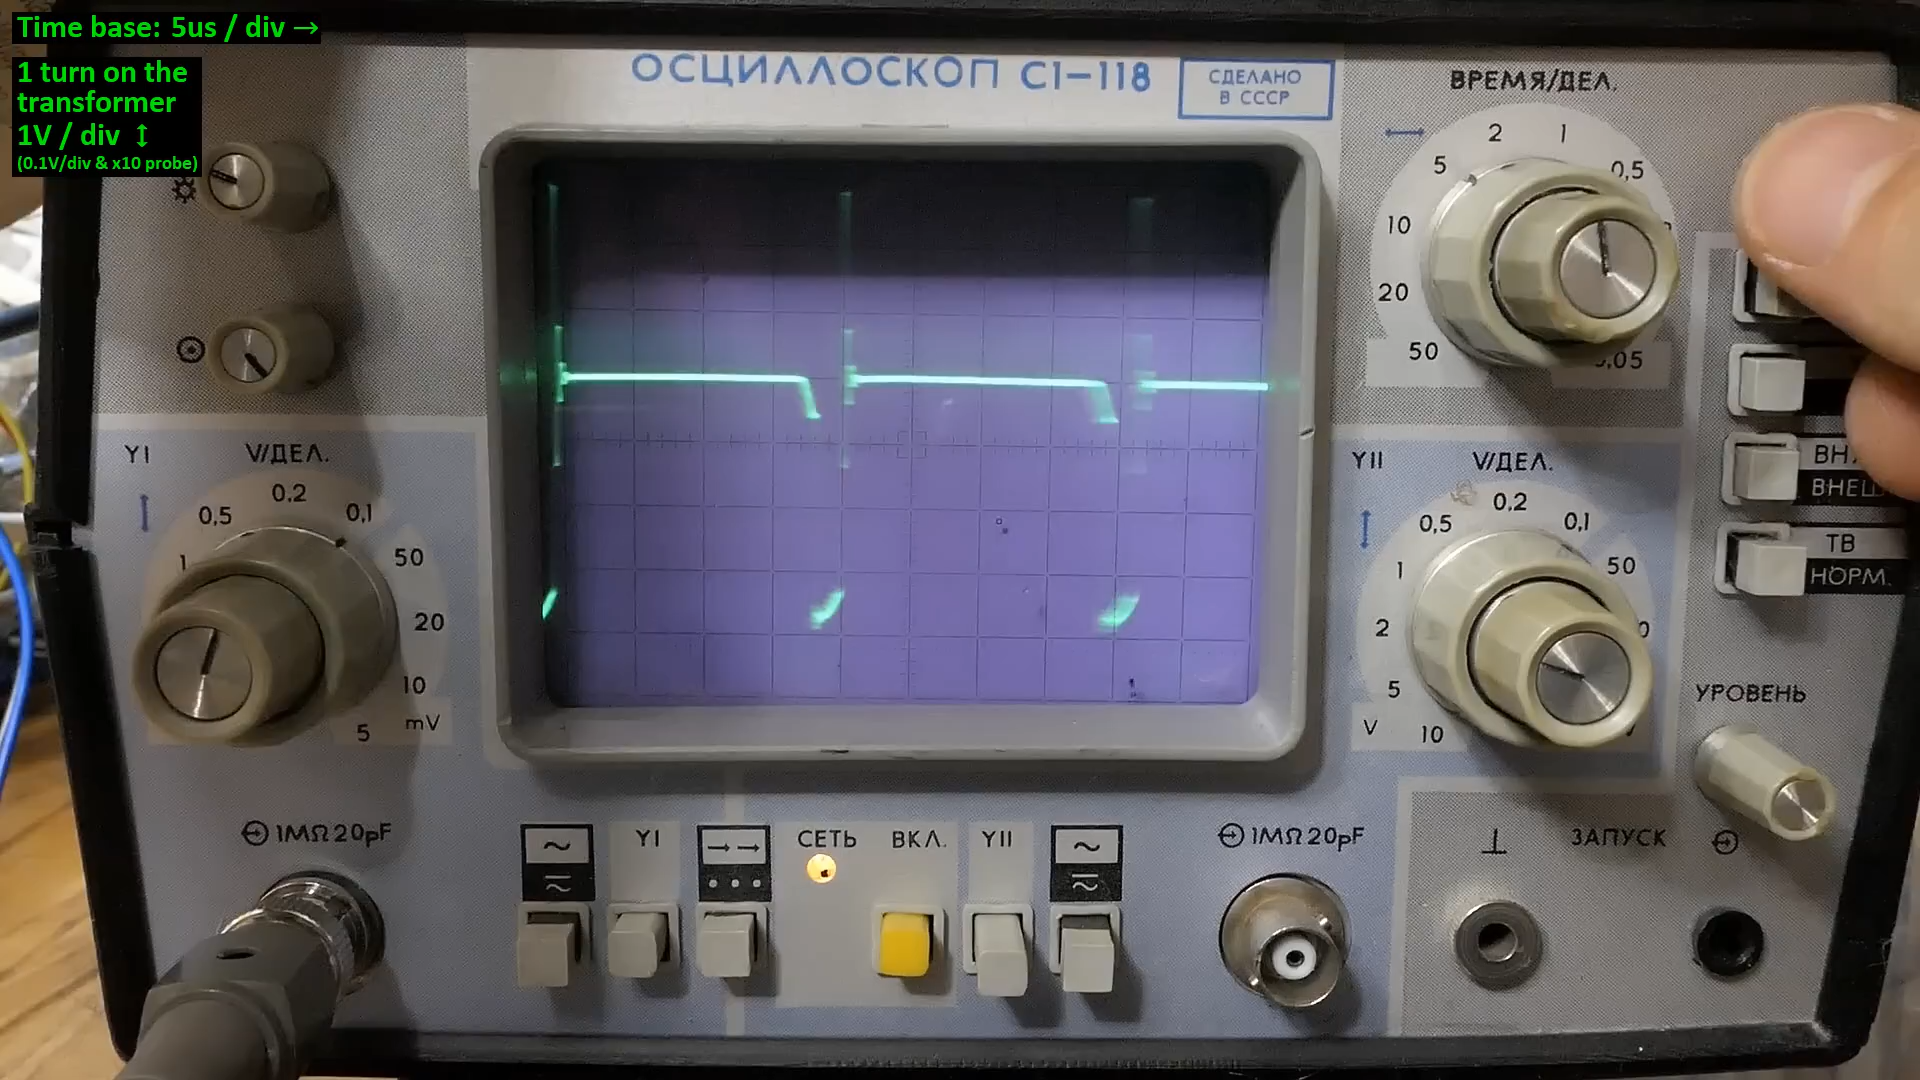 Time base: 5us / div →
1 turn on the
transformer
1V / div ↕
(0.1V/div & x10 probe)
ОСЦИЛЛОСКОП С1-118
СДЕЛАНО
В СССР
ВРЕМЯ/ДЕЛ.
2 1
5 0,5
10
20
50 0,05
YI V/ДЕЛ.
0.2
0,5 0,1
1 50
20
10
5 mV
YII V/ДЕЛ.
0,2
0,5 0,1
1 50
2
5
V 10
ВНЕШ
ТВ
НОРМ.
УРОВЕНЬ
1МΩ 20pF
YI
СЕТЬ
ВКЛ.
YII
1МΩ 20pF
ЗАПУСК